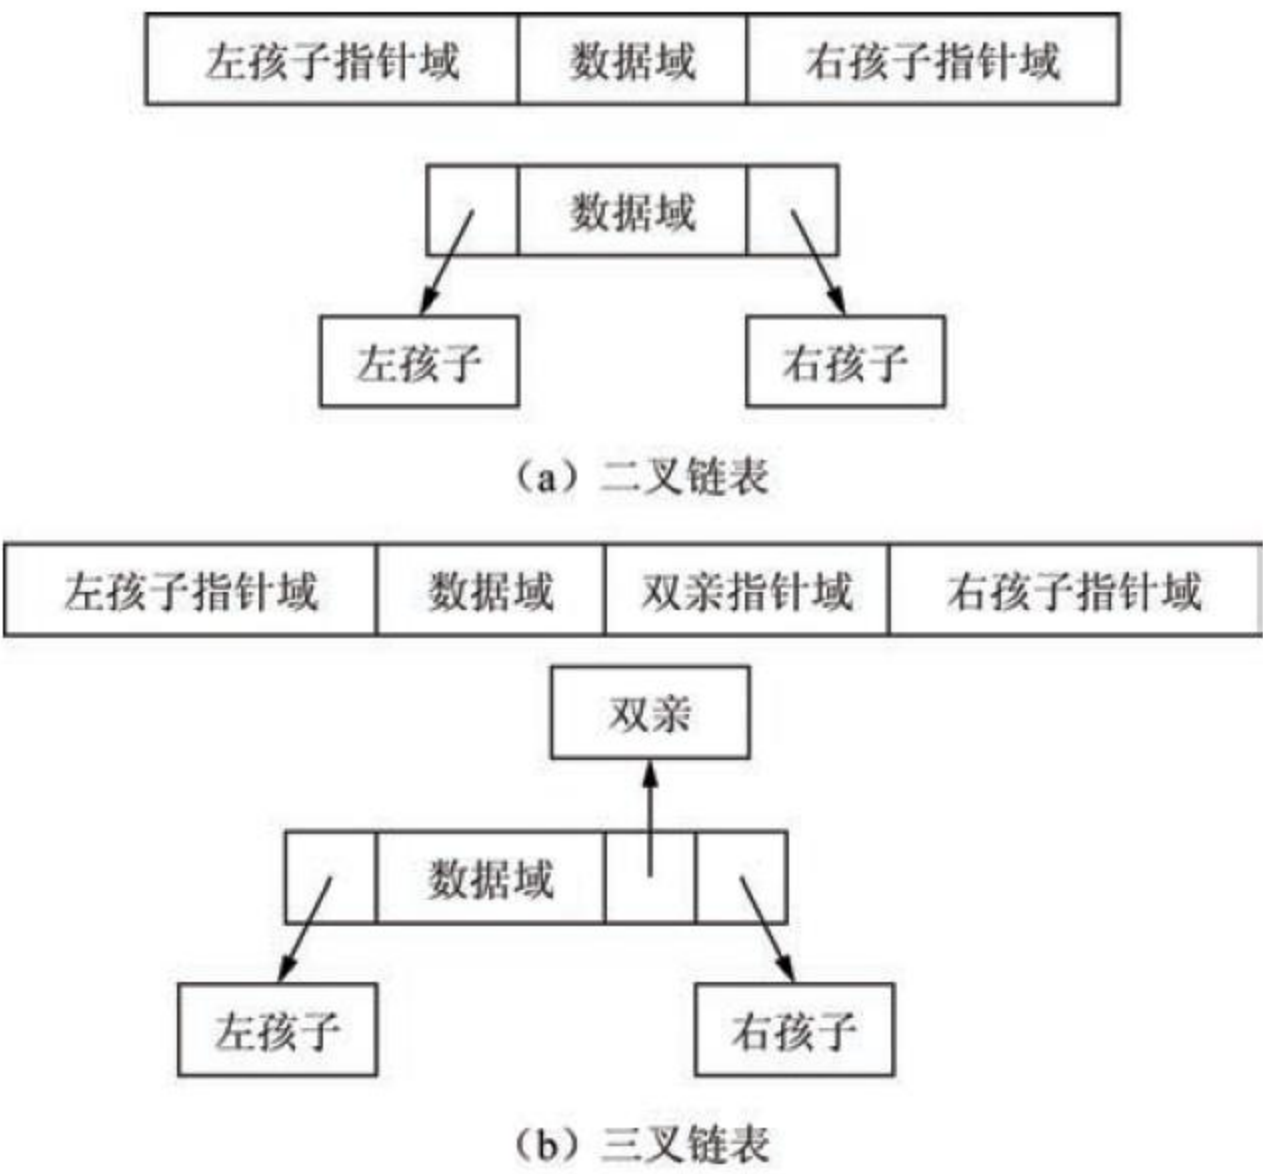 左孩子指针域 数据域 右孩子指针域
数据域
左孩子 右孩子
（a）二叉链表
左孩子指针域 数据域 双亲指针域 右孩子指针域
双亲
数据域
左孩子 右孩子
（b）三叉链表